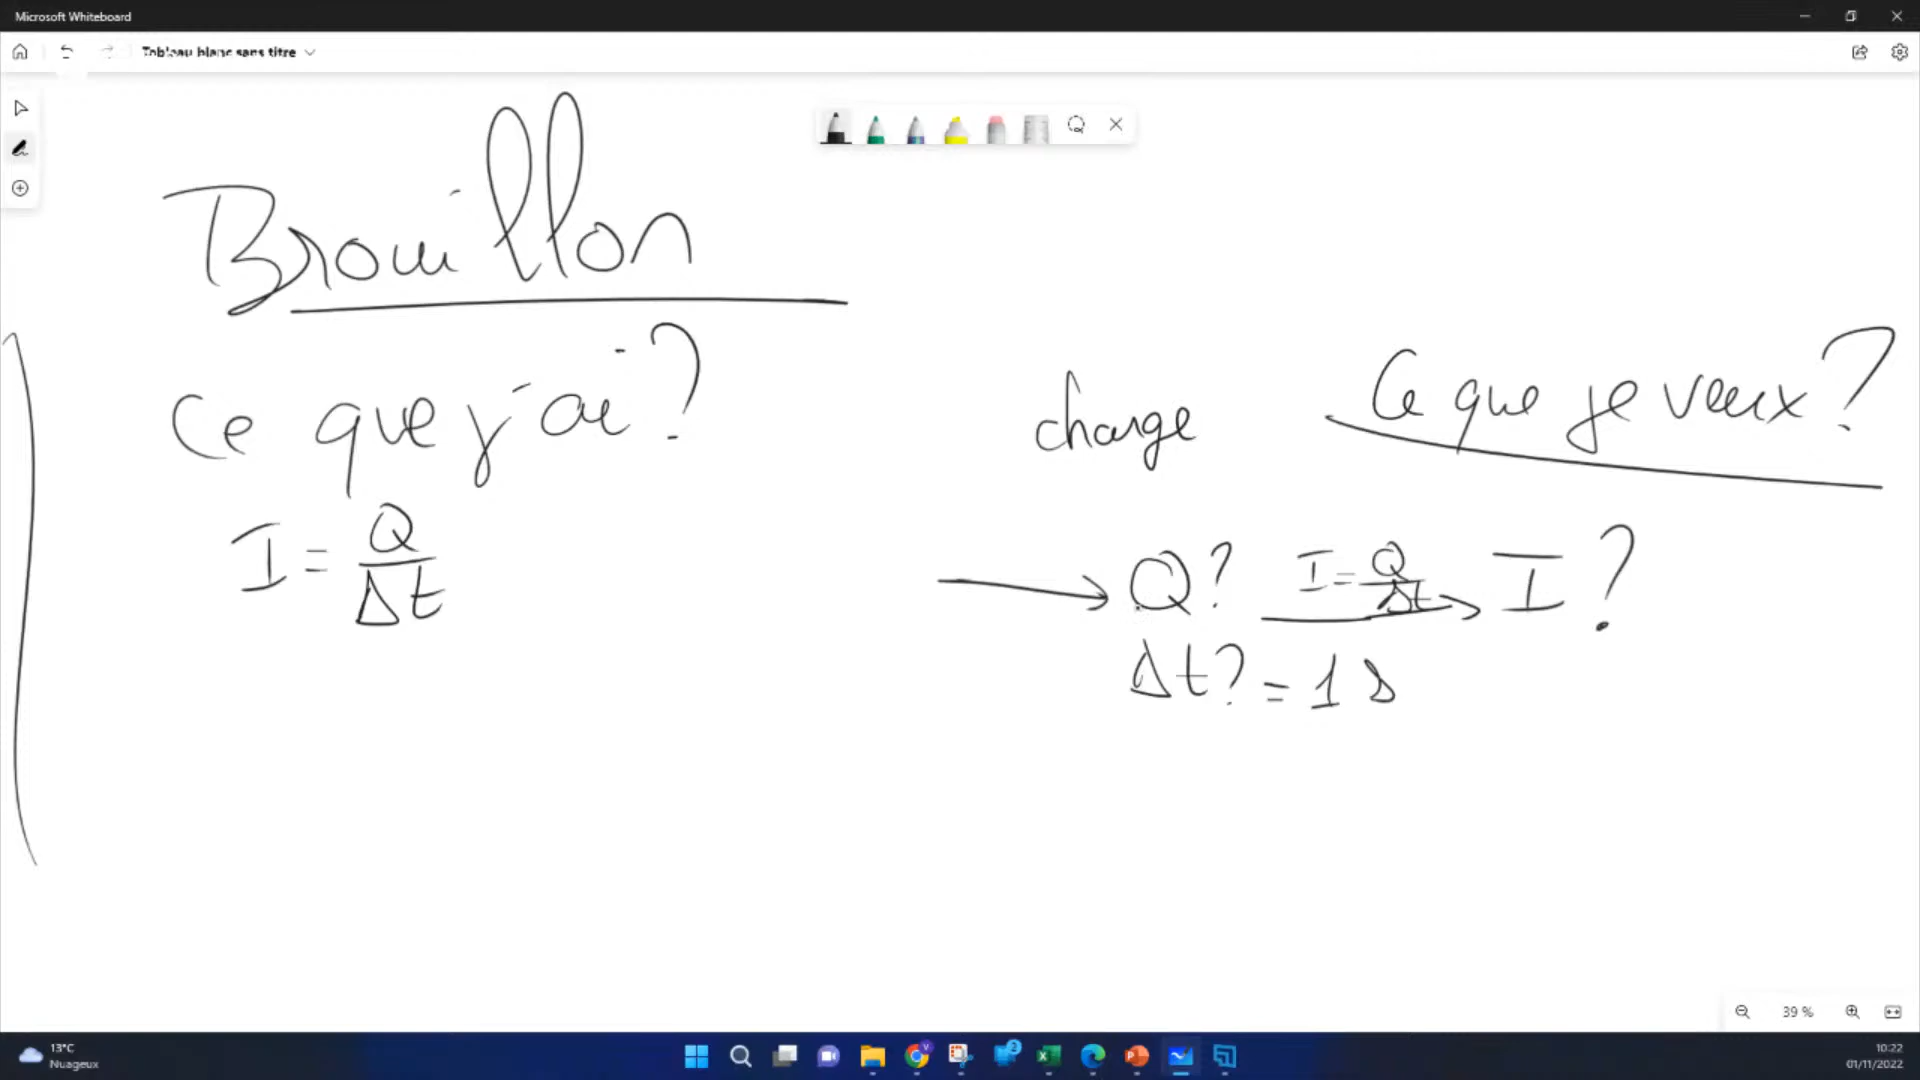 Microsoft Whiteboard
Tableau blanc sans titre
Brouillon
Ce que j'ai?
charge
Ce que je veux?
I = Q/Δt
Q? I = Q/Δt I?
Δt? = 1 s
39 %
13°C
Nuageux
V
2
10:22
01/11/2022